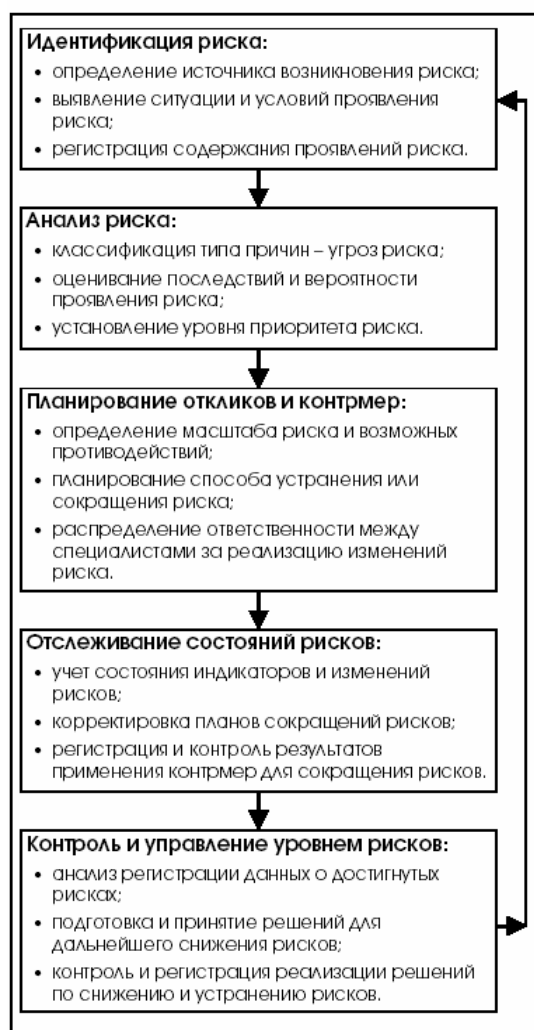 Идентификация риска:
• определение источника возникновения риска;
• выявление ситуации и условий проявления
риска;
• регистрация содержания проявлений риска.
Анализ риска:
• классификация типа причин – угроз риска;
• оценивание последствий и вероятности
проявления риска;
• установление уровня приоритета риска.
Планирование откликов и контрмер:
• определение масштаба риска и возможных
противодействий;
• планирование способа устранения или
сокращения риска;
• распределение ответственности между
специалистами за реализацию изменений
риска.
Отслеживание состояний рисков:
• учет состояния индикаторов и изменений
рисков;
• корректировка планов сокращений рисков;
• регистрация и контроль результатов
применения контрмер для сокращения рисков.
Контроль и управление уровнем рисков:
• анализ регистрации данных о достигнутых
рисках;
• подготовка и принятие решений для
дальнейшего снижения рисков;
• контроль и регистрация реализации решений
по снижению и устранению рисков.